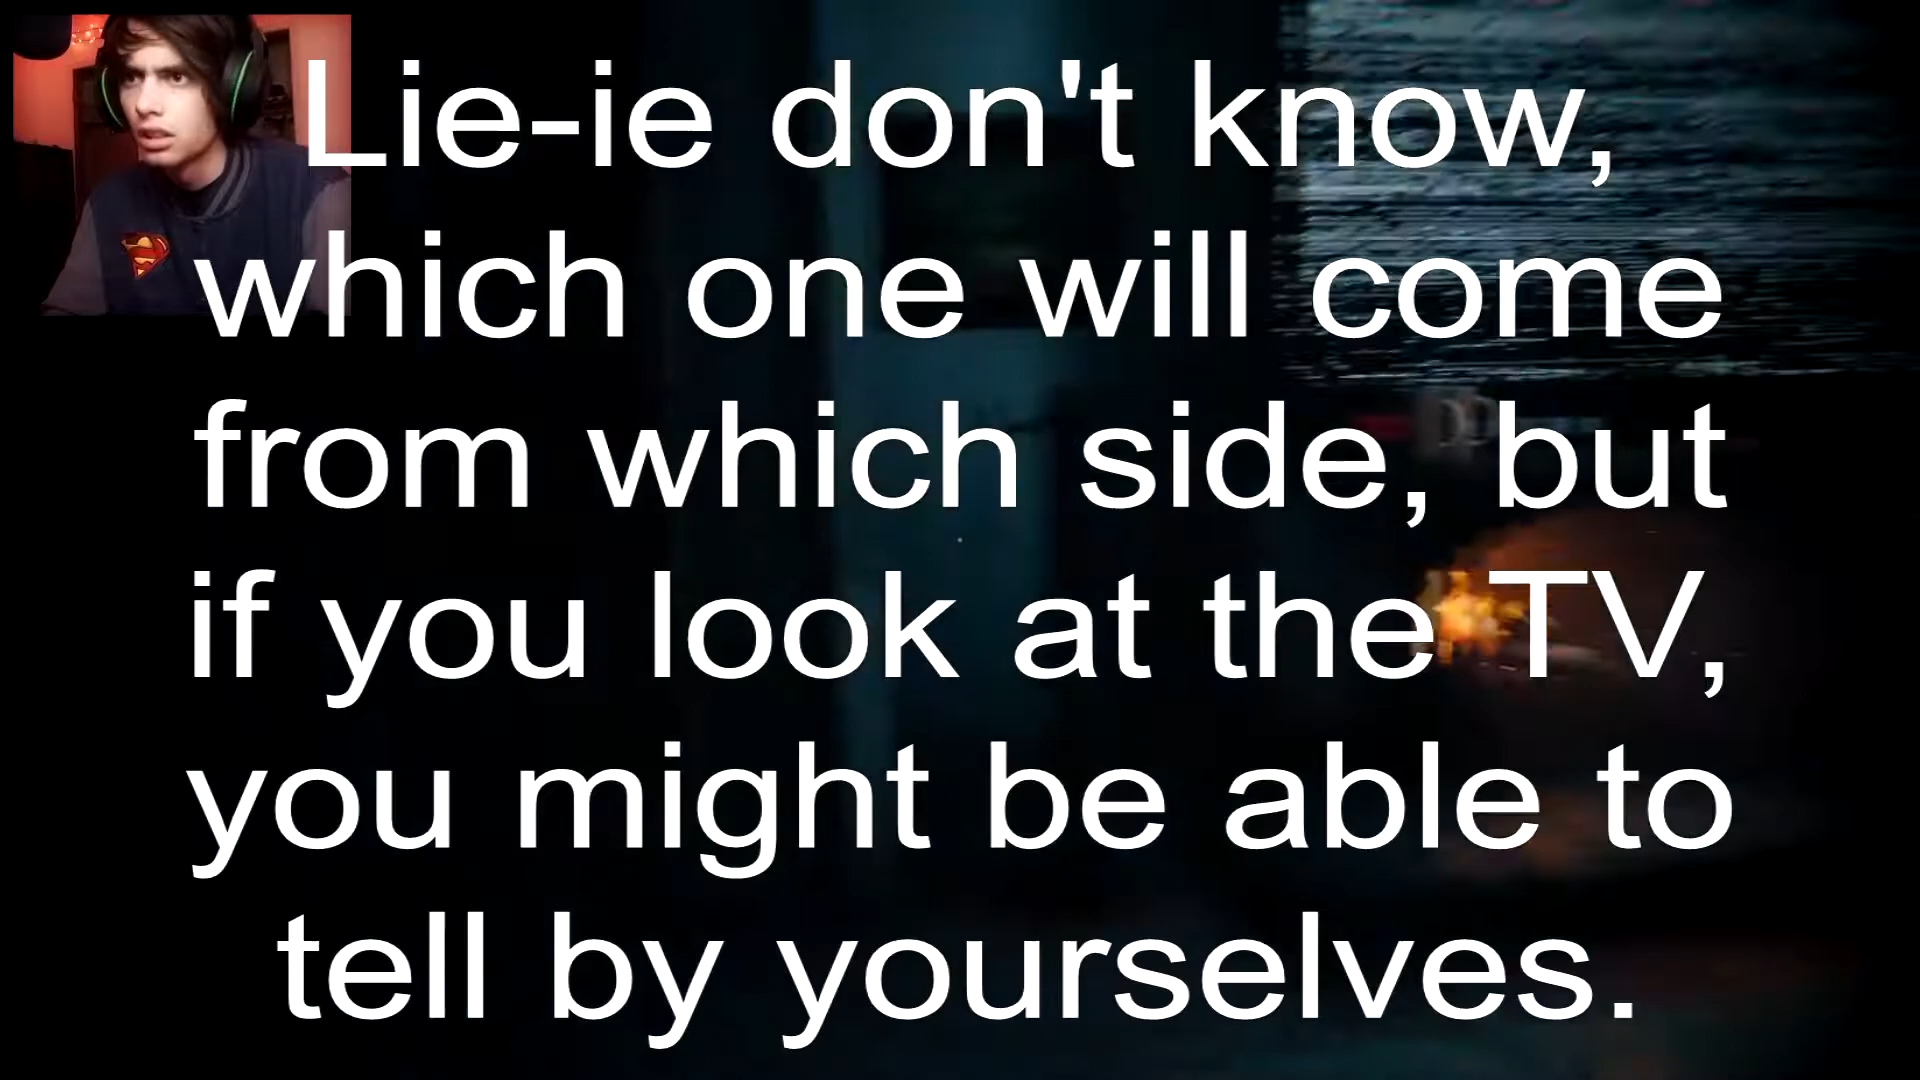 Lie-ie don't know,
which one will come
from which side, but
if you look at the TV,
you might be able to
tell by yourselves.